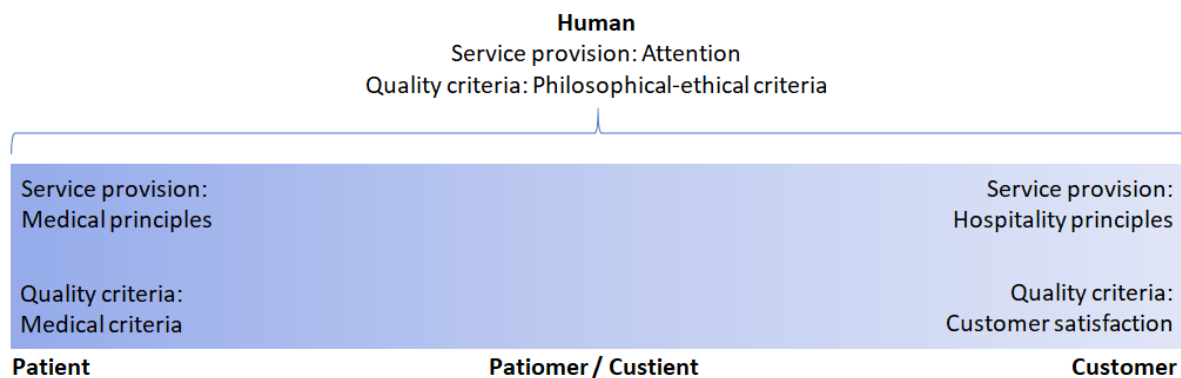 Human
Service provision: Attention
Quality criteria: Philosophical-ethical criteria
Service provision:
Medical principles
Service provision:
Hospitality principles
Quality criteria:
Medical criteria
Quality criteria:
Customer satisfaction
Patient
Patiomer / Custient
Customer